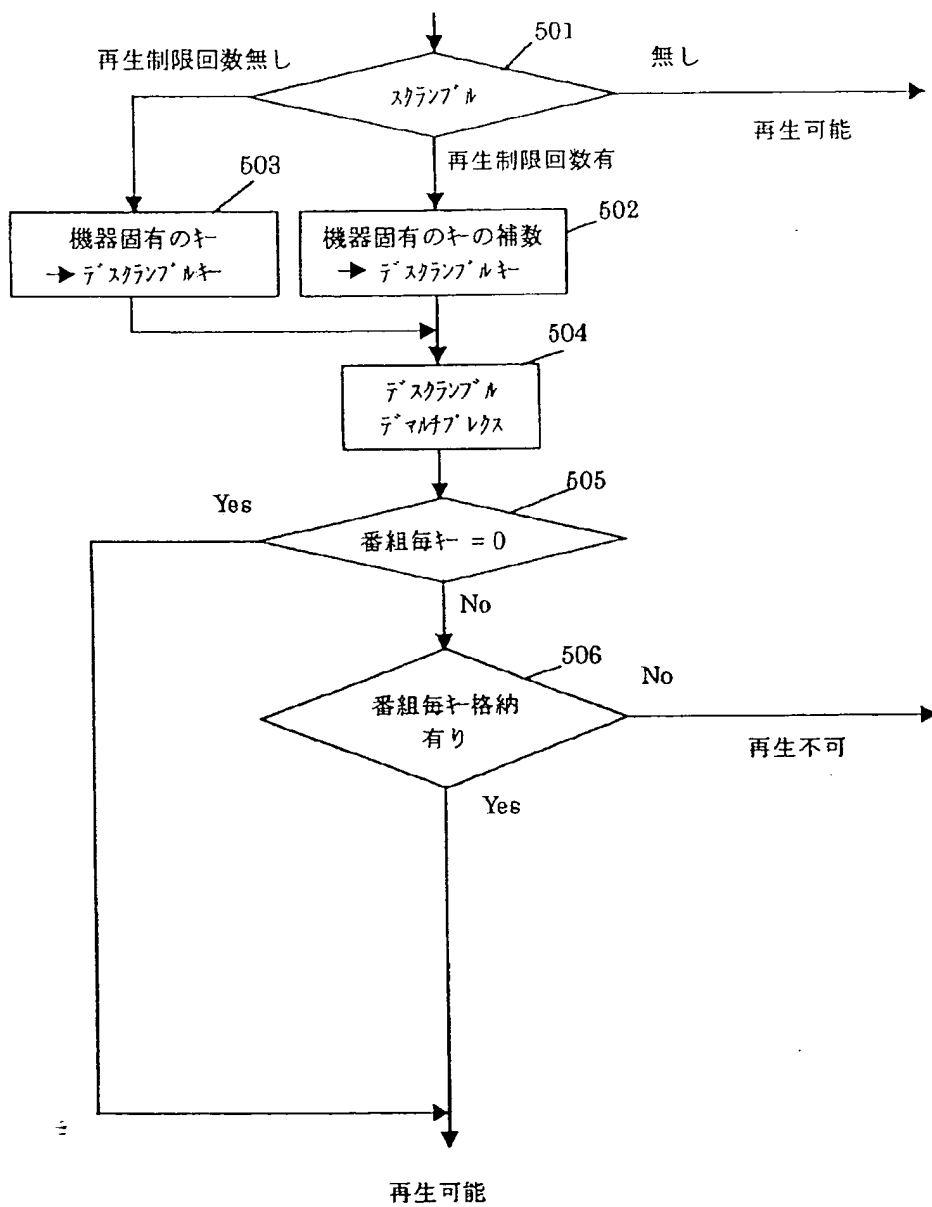 501
再生制限回数無し
無し
スクランブル
再生可能
再生制限回数有
503
502
機器固有のキー
→ デスクランブルキー
機器固有のキーの補数
→ デスクランブルキー
504
デスクランブル
デマルチプレクス
505
Yes
番組毎キー = 0
No
506
No
番組毎キー格納
有り
再生不可
Yes
再生可能